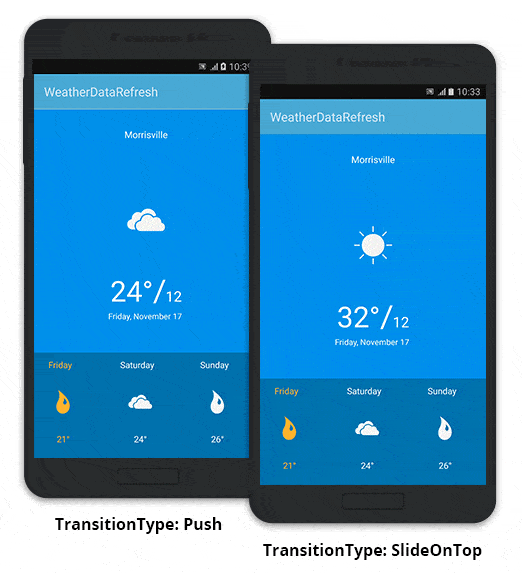 10:39
WeatherDataRefresh
Morrisville
24°/12
Friday, November 17
Friday Saturday Sunday
21° 24° 26°
TransitionType: Push
10:33
WeatherDataRefresh
Morrisville
32°/12
Friday, November 17
Friday Saturday Sunday
21° 24° 26°
TransitionType: SlideOnTop